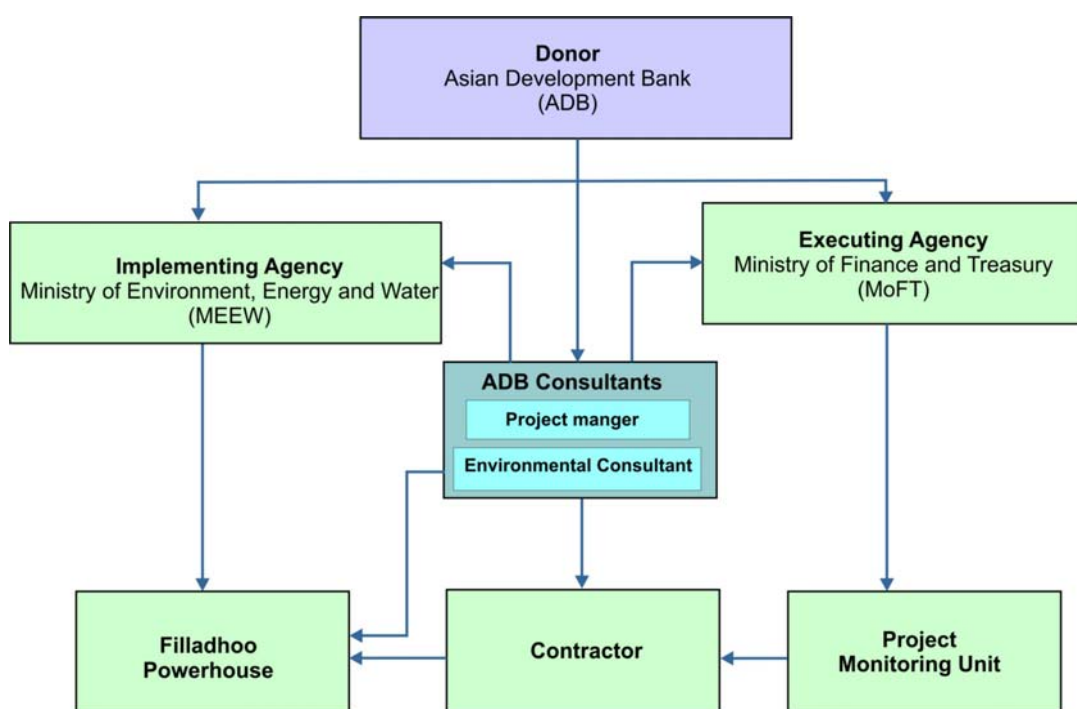 Donor
Asian Development Bank
(ADB)
Implementing Agency
Ministry of Environment, Energy and Water
(MEEW)
Executing Agency
Ministry of Finance and Treasury
(MoFT)
ADB Consultants
Project manger
Environmental Consultant
Filladhoo
Powerhouse
Contractor
Project
Monitoring Unit